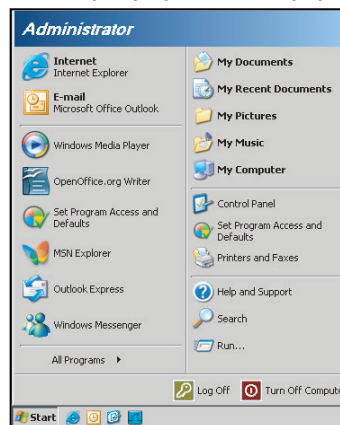 Administrator
Internet
Internet Explorer
E-mail
Microsoft Office Outlook
Windows Media Player
OpenOffice.org Writer
Set Program Access and
Defaults
MSN Explorer
Outlook Express
Windows Messenger
All Programs
My Documents
My Recent Documents
My Pictures
My Music
My Computer
Control Panel
Set Program Access and
Defaults
Printers and Faxes
Help and Support
Search
Run...
Log Off
Turn Off Compute
Start